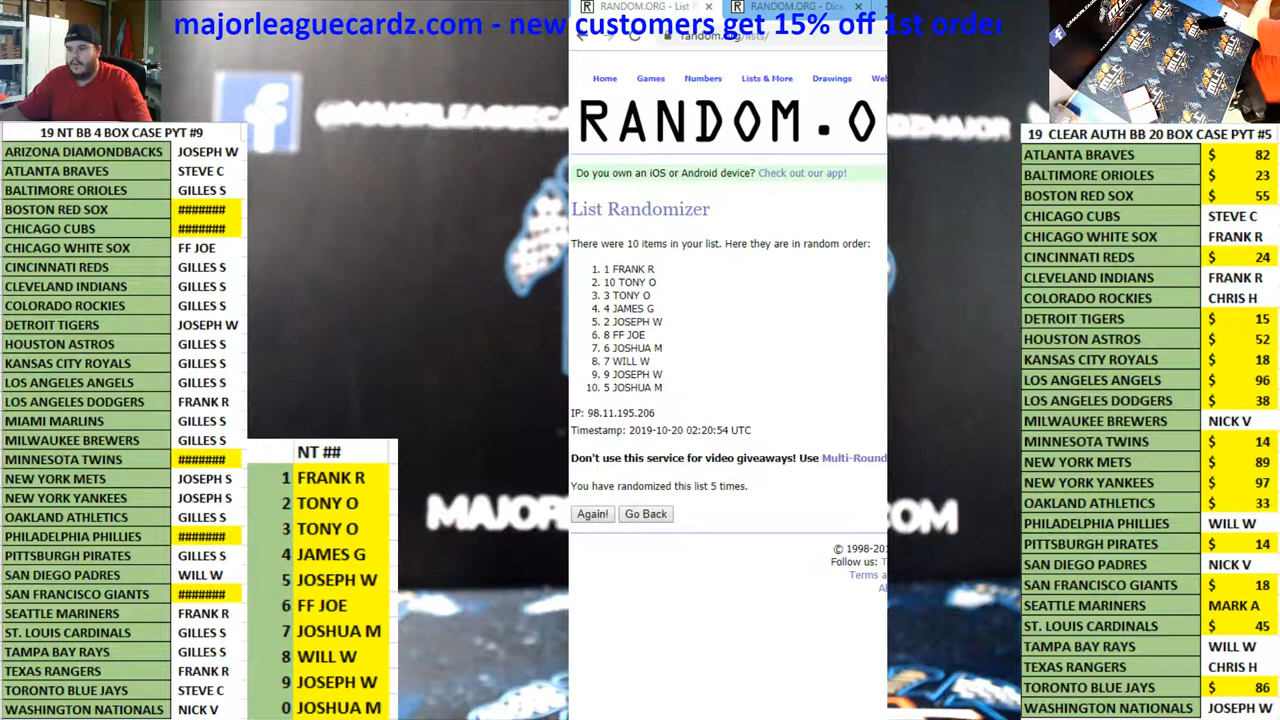 majorleaguecardz.com - new customers get 15% off 1st order
RANDOM.ORG - List R
RANDOM.ORG - Dice
random.org/lists/
Home Games Numbers Lists & More Drawings Web
RANDOM.O
Do you own an iOS or Android device? Check out our app!
List Randomizer
There were 10 items in your list. Here they are in random order:
1. 1 FRANK R
2. 10 TONY O
3. 3 TONY O
4. 4 JAMES G
5. 2 JOSEPH W
6. 8 FF JOE
7. 6 JOSHUA M
8. 7 WILL W
9. 9 JOSEPH W
10. 5 JOSHUA M
IP: 98.11.195.206
Timestamp: 2019-10-20 02:20:54 UTC
Don't use this service for video giveaways! Use Multi-Round
You have randomized this list 5 times.
Again! Go Back
© 1998-201
Follow us: T
Terms a
19 NT BB 4 BOX CASE PYT #9
ARIZONA DIAMONDBACKS JOSEPH W
ATLANTA BRAVES STEVE C
BALTIMORE ORIOLES GILLES S
BOSTON RED SOX #######
CHICAGO CUBS #######
CHICAGO WHITE SOX FF JOE
CINCINNATI REDS GILLES S
CLEVELAND INDIANS GILLES S
COLORADO ROCKIES GILLES S
DETROIT TIGERS JOSEPH W
HOUSTON ASTROS GILLES S
KANSAS CITY ROYALS GILLES S
LOS ANGELES ANGELS GILLES S
LOS ANGELES DODGERS FRANK R
MIAMI MARLINS GILLES S
MILWAUKEE BREWERS GILLES S
MINNESOTA TWINS #######
NEW YORK METS JOSEPH S
NEW YORK YANKEES JOSEPH S
OAKLAND ATHLETICS GILLES S
PHILADELPHIA PHILLIES #######
PITTSBURGH PIRATES GILLES S
SAN DIEGO PADRES WILL W
SAN FRANCISCO GIANTS #######
SEATTLE MARINERS FRANK R
ST. LOUIS CARDINALS GILLES S
TAMPA BAY RAYS GILLES S
TEXAS RANGERS FRANK R
TORONTO BLUE JAYS STEVE C
WASHINGTON NATIONALS NICK V
NT ##
1 FRANK R
2 TONY O
3 TONY O
4 JAMES G
5 JOSEPH W
6 FF JOE
7 JOSHUA M
8 WILL W
9 JOSEPH W
0 JOSHUA M
19 CLEAR AUTH BB 20 BOX CASE PYT #5
ATLANTA BRAVES $ 82
BALTIMORE ORIOLES $ 23
BOSTON RED SOX $ 55
CHICAGO CUBS STEVE C
CHICAGO WHITE SOX FRANK R
CINCINNATI REDS $ 24
CLEVELAND INDIANS FRANK R
COLORADO ROCKIES CHRIS H
DETROIT TIGERS $ 15
HOUSTON ASTROS $ 52
KANSAS CITY ROYALS $ 18
LOS ANGELES ANGELS $ 96
LOS ANGELES DODGERS $ 38
MILWAUKEE BREWERS NICK V
MINNESOTA TWINS $ 14
NEW YORK METS $ 89
NEW YORK YANKEES $ 97
OAKLAND ATHLETICS $ 33
PHILADELPHIA PHILLIES WILL W
PITTSBURGH PIRATES $ 14
SAN DIEGO PADRES NICK V
SAN FRANCISCO GIANTS $ 18
SEATTLE MARINERS MARK A
ST. LOUIS CARDINALS $ 45
TAMPA BAY RAYS WILL W
TEXAS RANGERS CHRIS H
TORONTO BLUE JAYS $ 86
WASHINGTON NATIONALS JOSEPH W